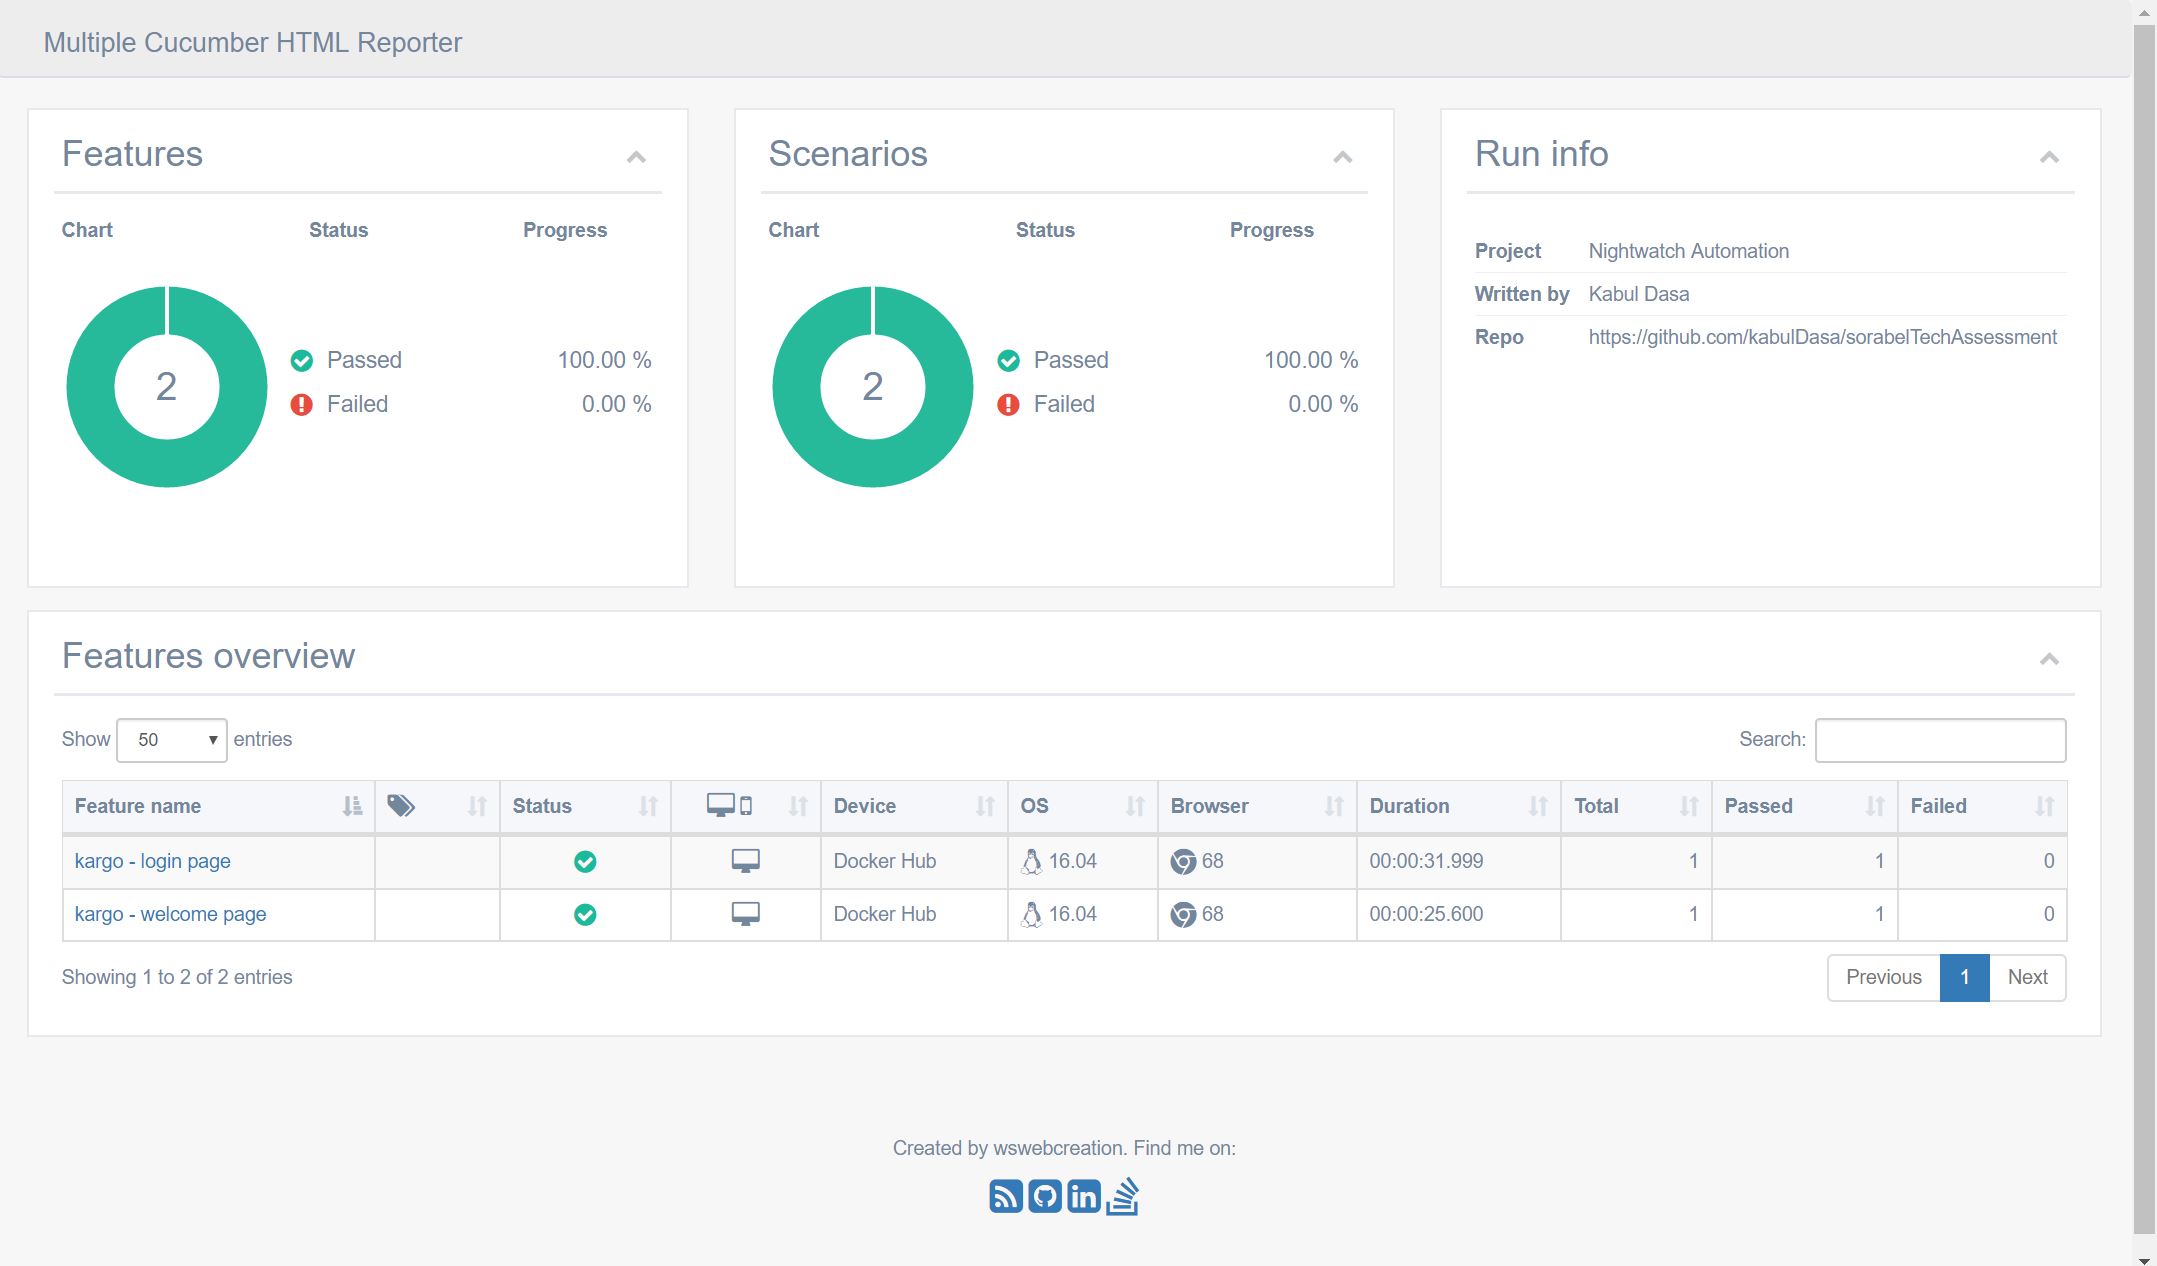 Multiple Cucumber HTML Reporter
Features
Chart Status Progress
2
Passed 100.00 %
Failed 0.00 %
Scenarios
Chart Status Progress
2
Passed 100.00 %
Failed 0.00 %
Run info
Project Nightwatch Automation
Written by Kabul Dasa
Repo https://github.com/kabulDasa/sorabelTechAssessment
Features overview
Show 50 entries
Search:
Feature name Status Device OS Browser Duration Total Passed Failed
kargo - login page Docker Hub 16.04 68 00:00:31.999 1 1 0
kargo - welcome page Docker Hub 16.04 68 00:00:25.600 1 1 0
Showing 1 to 2 of 2 entries
Previous 1 Next
Created by wswebcreation. Find me on:
in